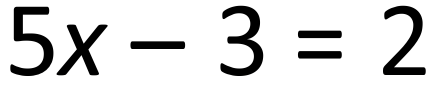 5x − 3 = 2